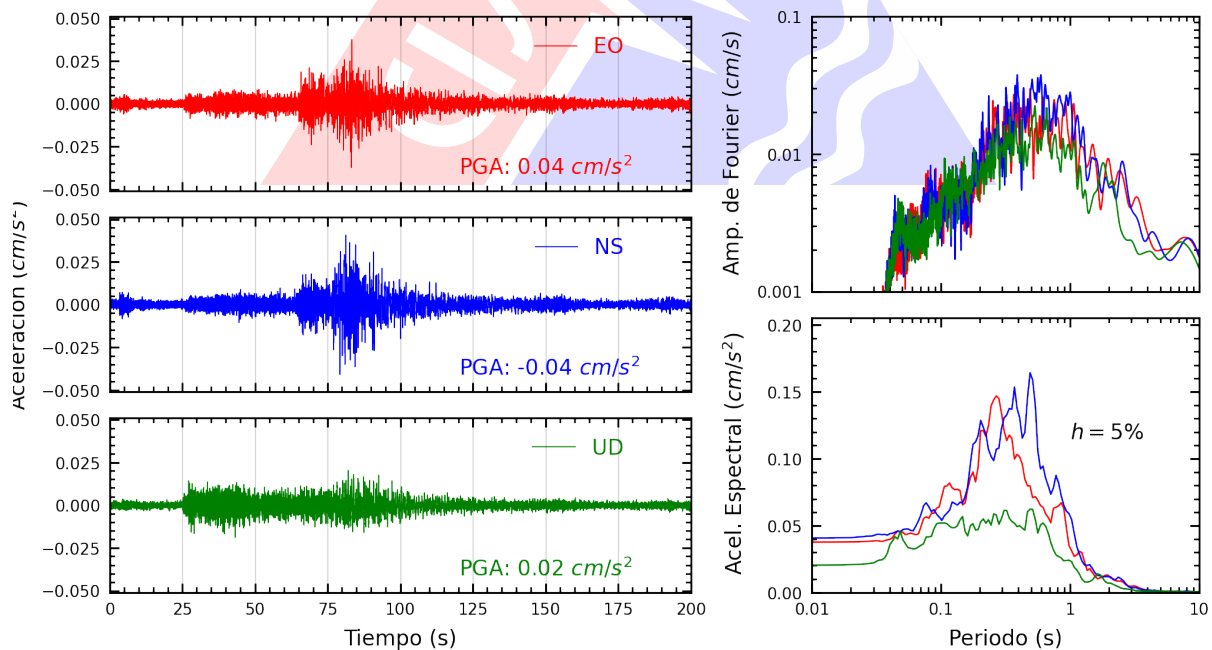 Aceleracion (cm/s²)
0.050
0.025
0.000
−0.025
−0.050
EO
PGA: 0.04 cm/s²
0.050
0.025
0.000
−0.025
−0.050
NS
PGA: -0.04 cm/s²
0.050
0.025
0.000
−0.025
−0.050
UD
PGA: 0.02 cm/s²
0 25 50 75 100 125 150 175 200
Tiempo (s)
Amp. de Fourier (cm/s)
0.1
0.01
0.001
Acel. Espectral (cm/s²)
0.20
0.15
0.10
0.05
0.00
h = 5%
0.01 0.1 1 10
Periodo (s)